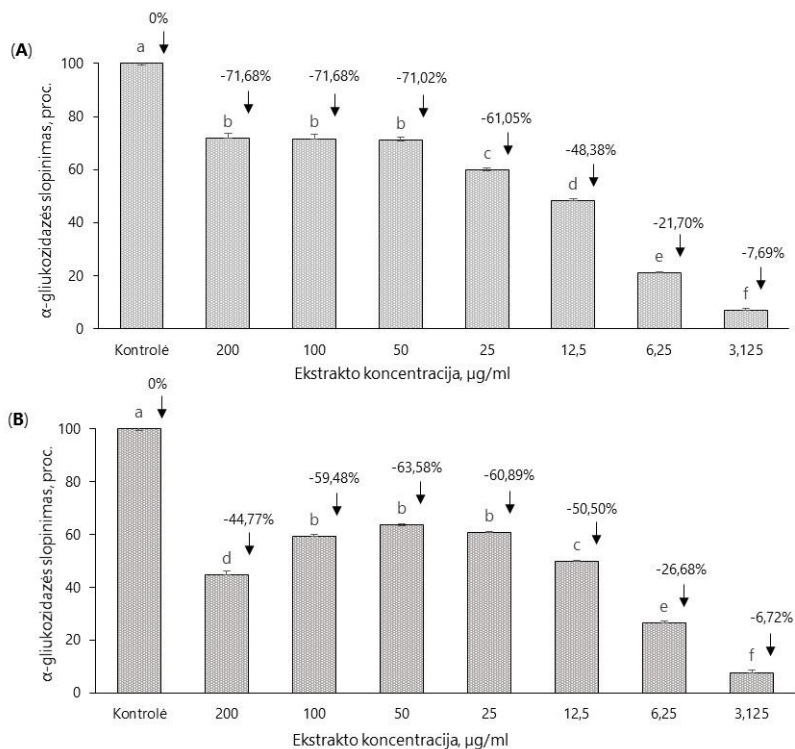 (A)
0%
a
-71,68%
-71,68%
-71,02%
-61,05%
-48,38%
-21,70%
-7,69%
b
b
b
c
d
e
f
α-gliukozidazės slopinimas, proc.
100
80
60
40
20
0
Kontrolė 200 100 50 25 12,5 6,25 3,125
Ekstrakto koncentracija, µg/ml
(B)
0%
a
-44,77%
-59,48%
-63,58%
-60,89%
-50,50%
-26,68%
-6,72%
d
b
b
b
c
e
f
α-gliukozidazės slopinimas, proc.
100
80
60
40
20
0
Kontrolė 200 100 50 25 12,5 6,25 3,125
Ekstrakto koncentracija, µg/ml